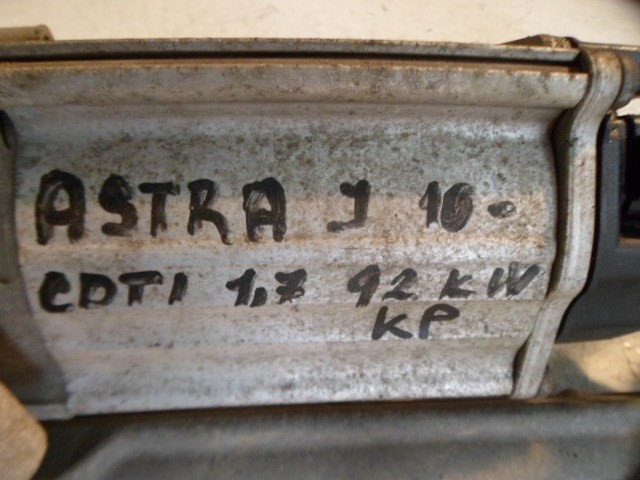 ASTRA J 10-
CDTI 1,7 92 KW
KP